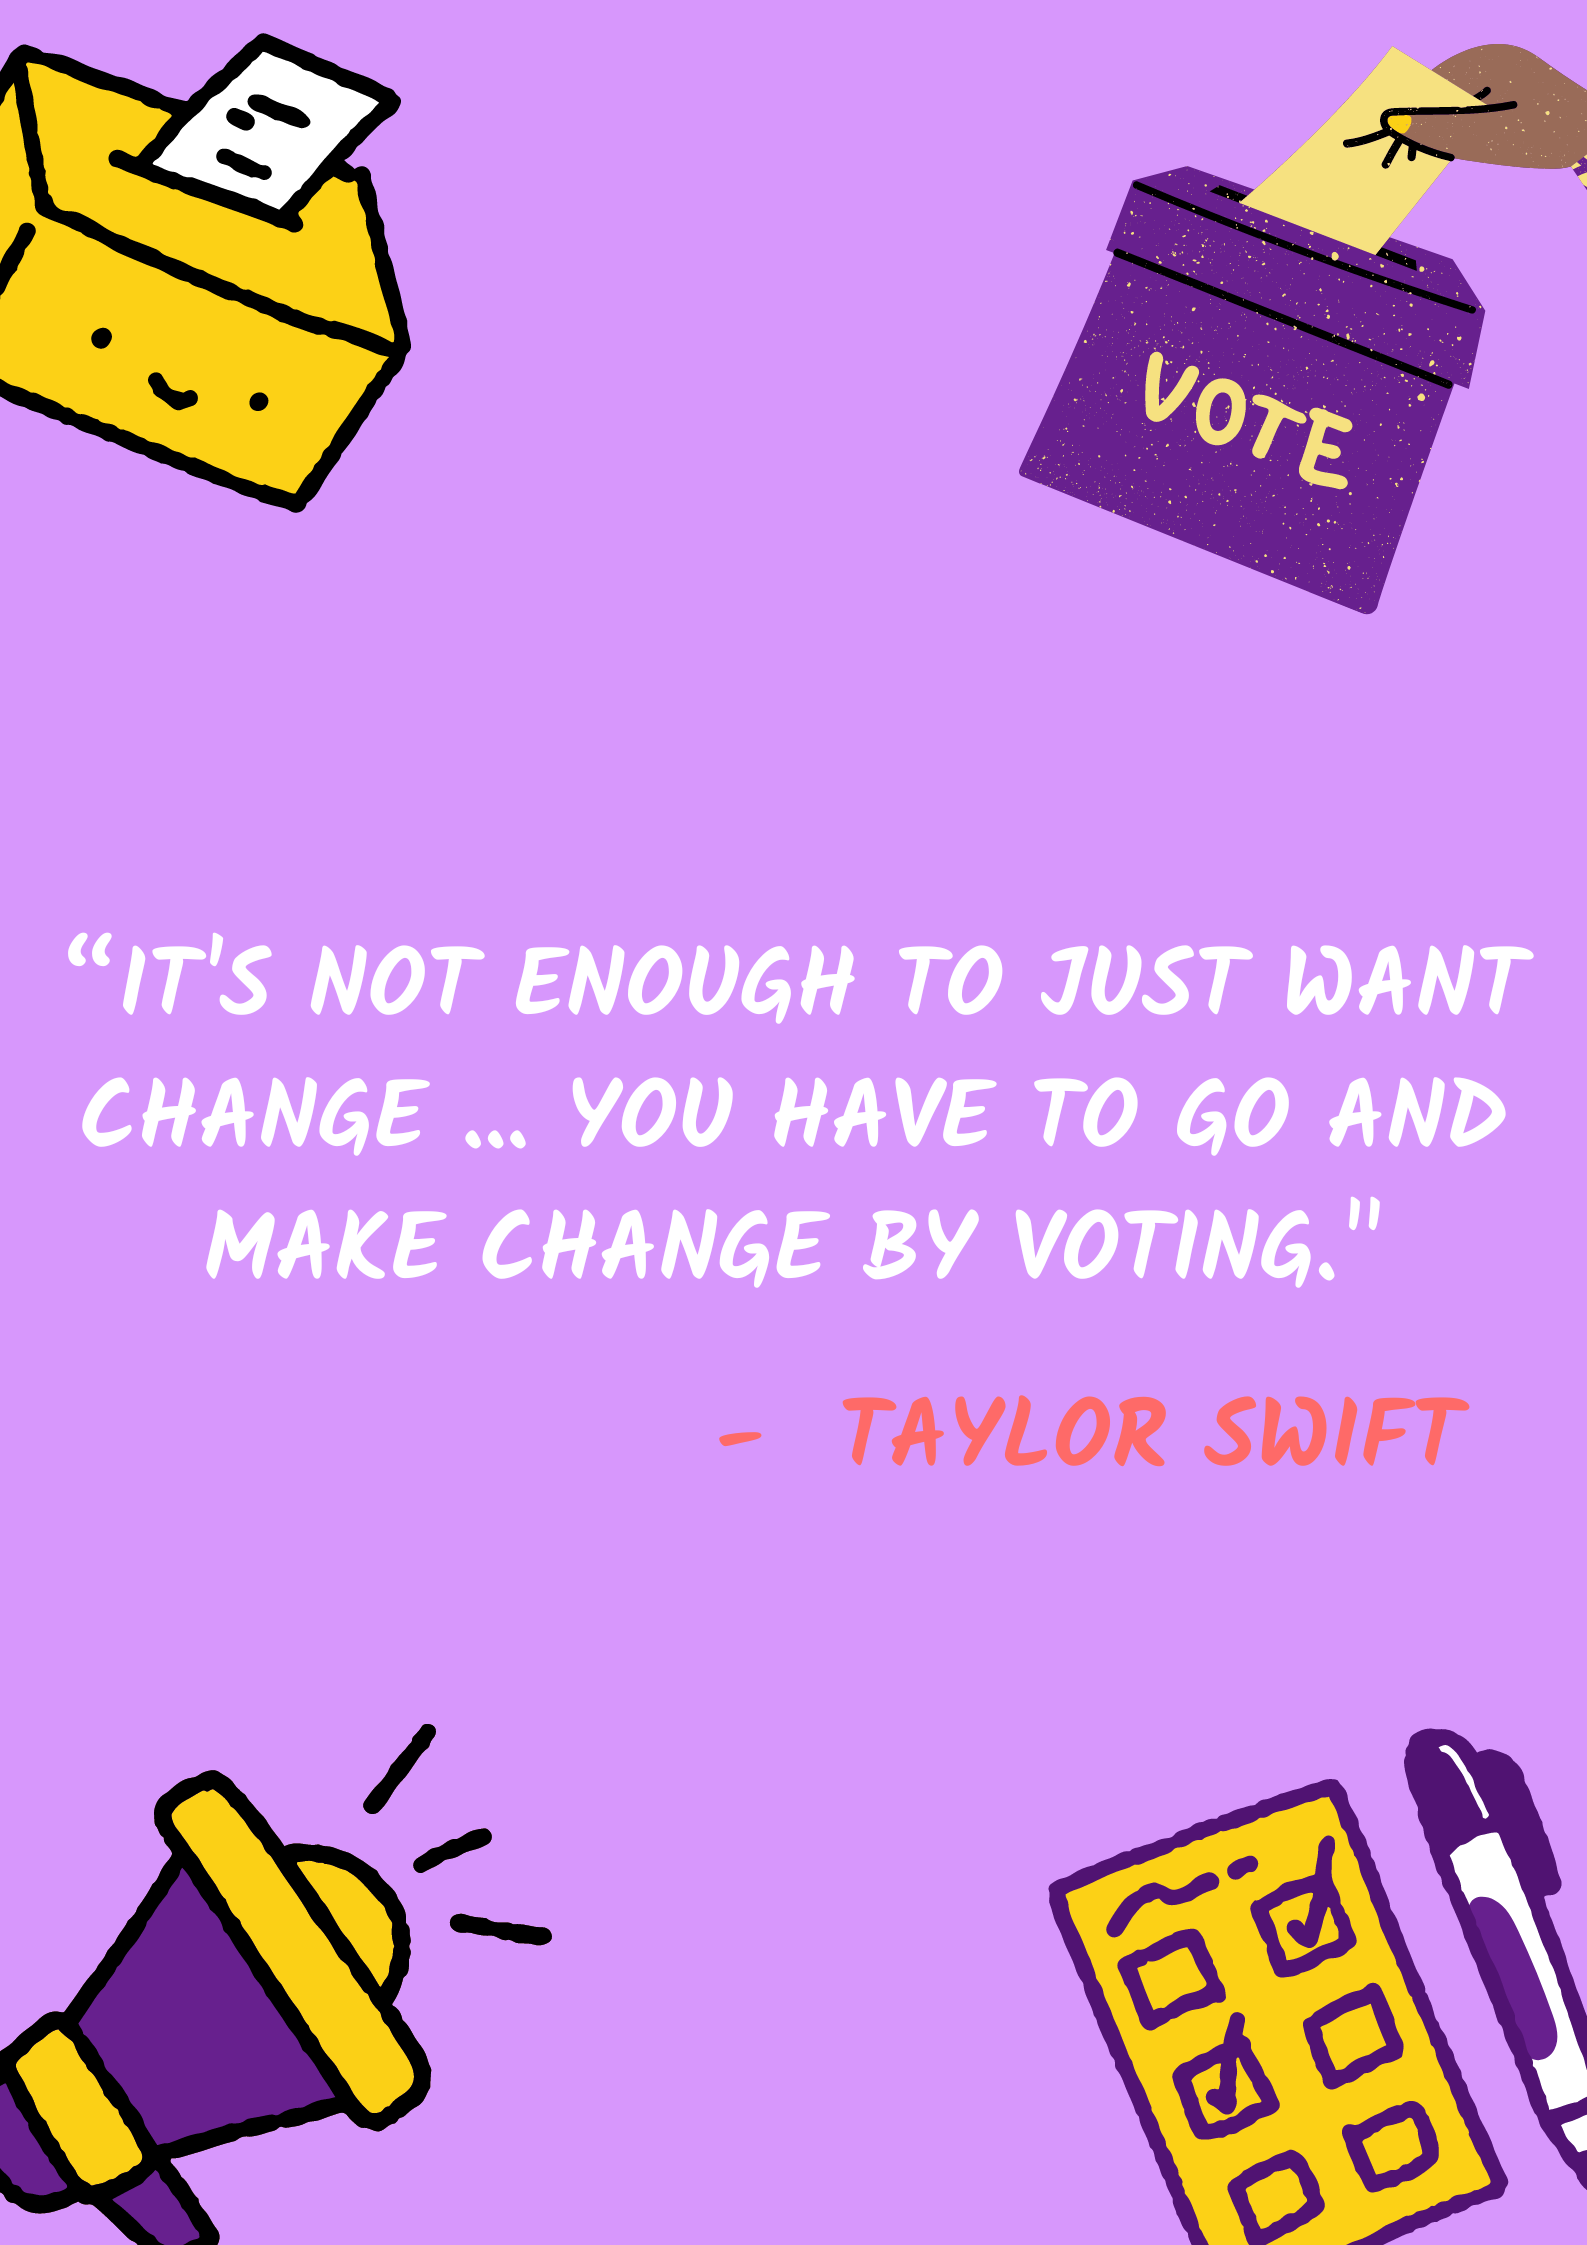 VOTE
“IT'S NOT ENOUGH TO JUST WANT
CHANGE ... YOU HAVE TO GO AND
MAKE CHANGE BY VOTING."
- TAYLOR SWIFT